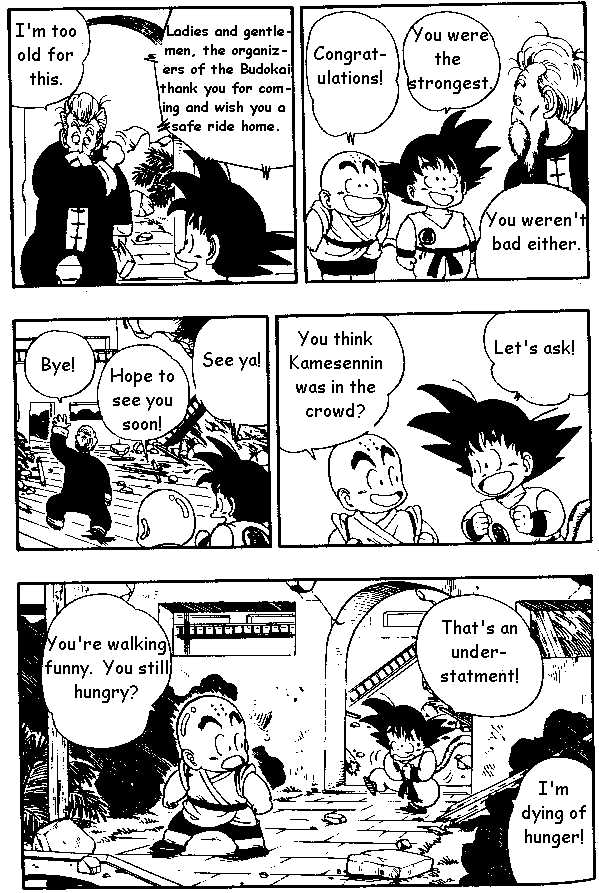 I'm too
old for
this.
Ladies and gentle-
men, the organiz-
ers of the Budokai
thank you for com-
ing and wish you a
safe ride home.
Congrat-
ulations!
You were
the
strongest.
You weren't
bad either.
Bye!
Hope to
see you
soon!
See ya!
You think
Kamesennin
was in the
crowd?
Let's ask!
You're walking
funny. You still
hungry?
That's an
under-
statment!
I'm
dying of
hunger!